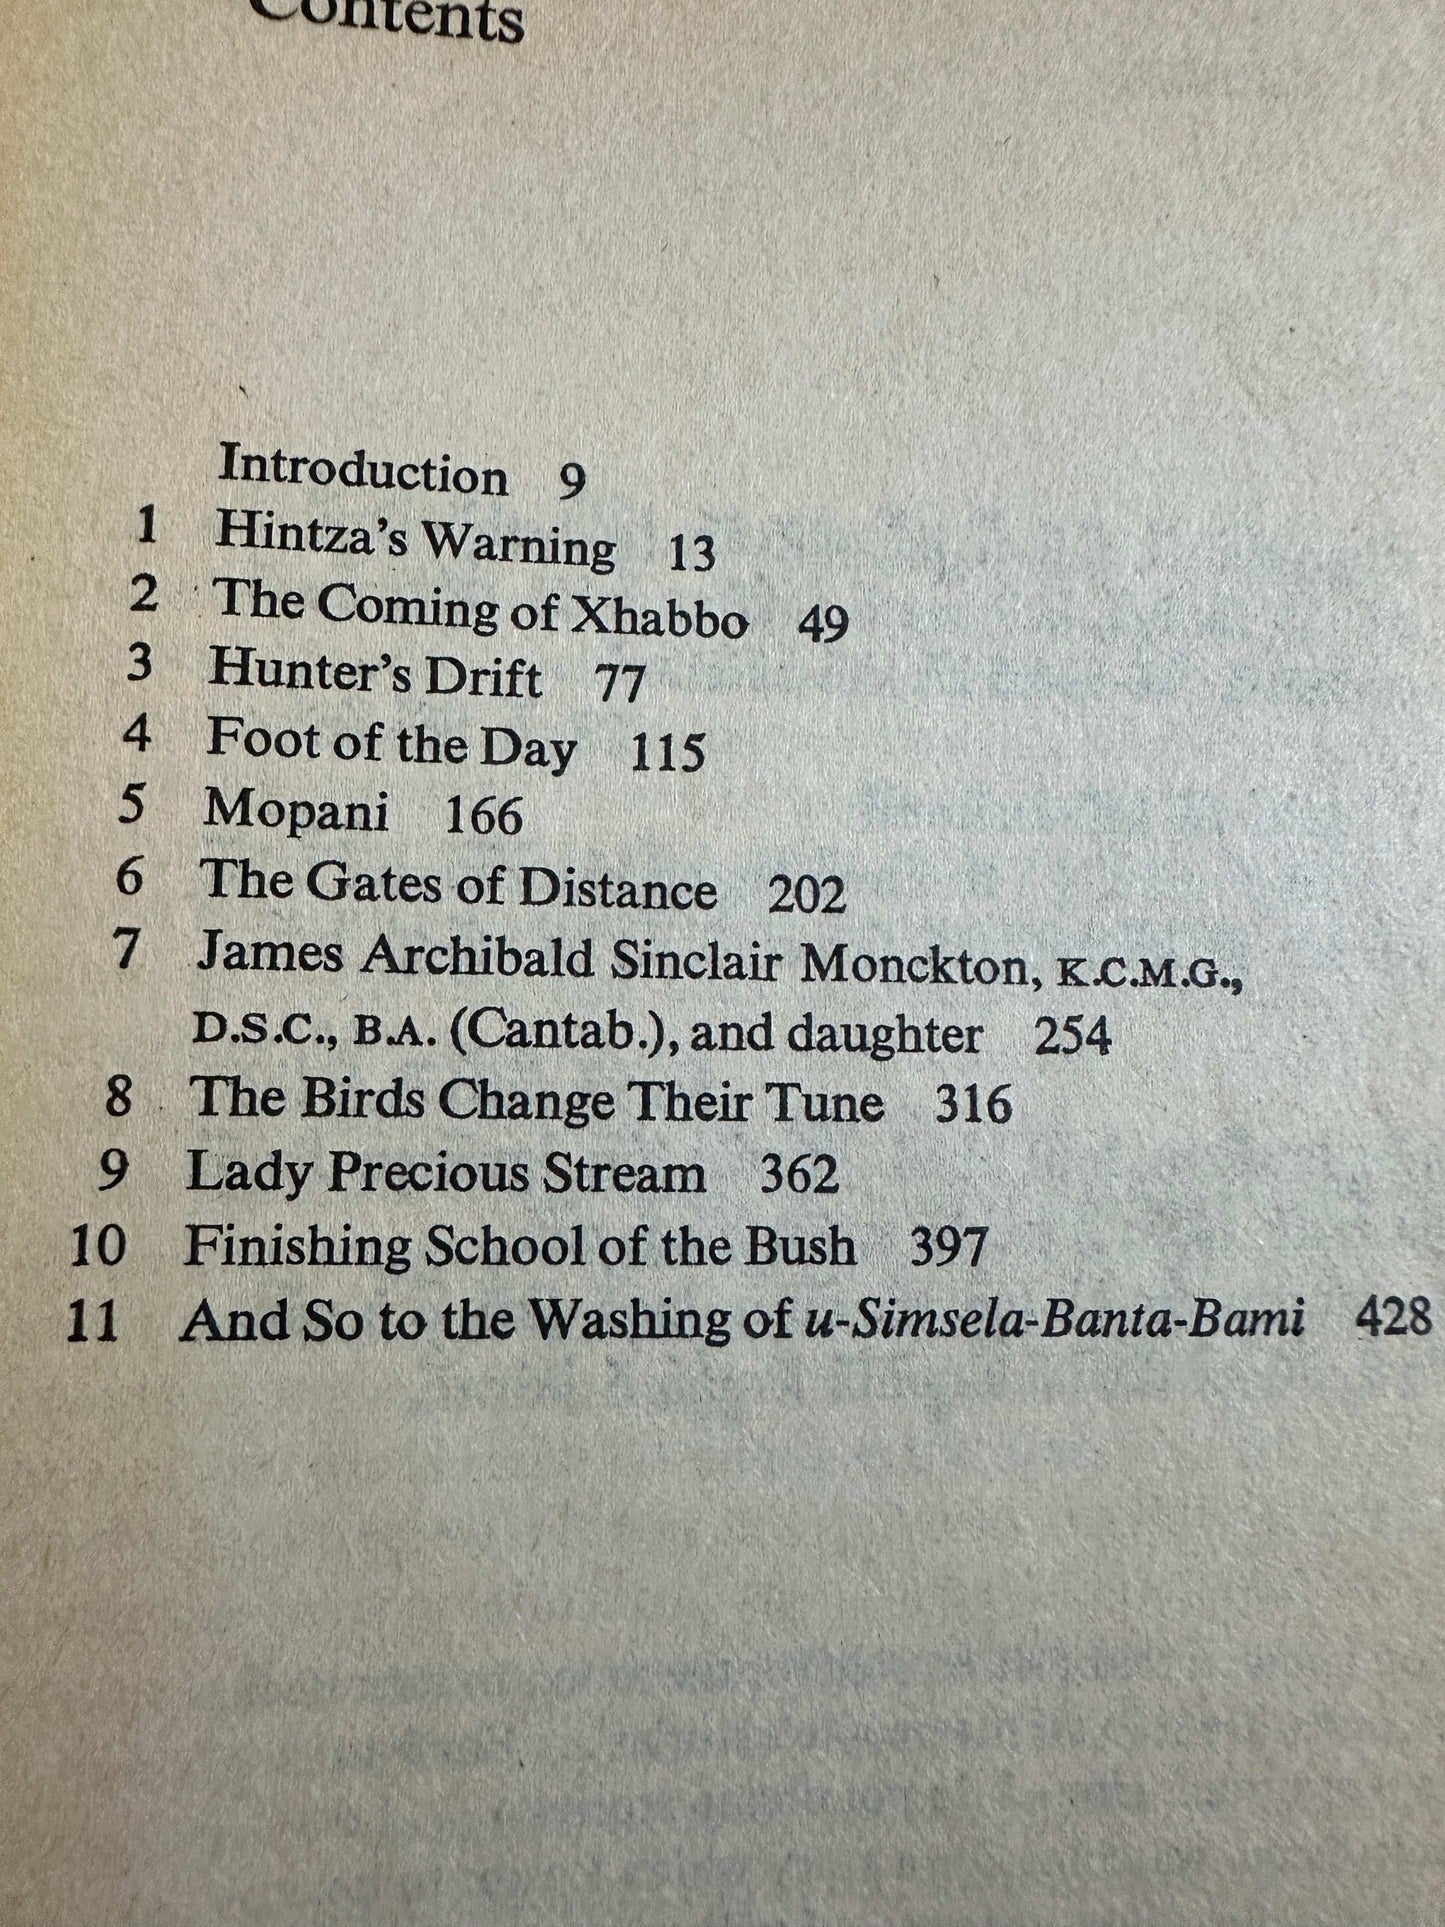 Contents
Introduction 9
1 Hintza's Warning 13
2 The Coming of Xhabbo 49
3 Hunter's Drift 77
4 Foot of the Day 115
5 Mopani 166
6 The Gates of Distance 202
7 James Archibald Sinclair Monckton, K.C.M.G.,
D.S.C., B.A. (Cantab.), and daughter 254
8 The Birds Change Their Tune 316
9 Lady Precious Stream 362
10 Finishing School of the Bush 397
11 And So to the Washing of u-Simsela-Banta-Bami 428